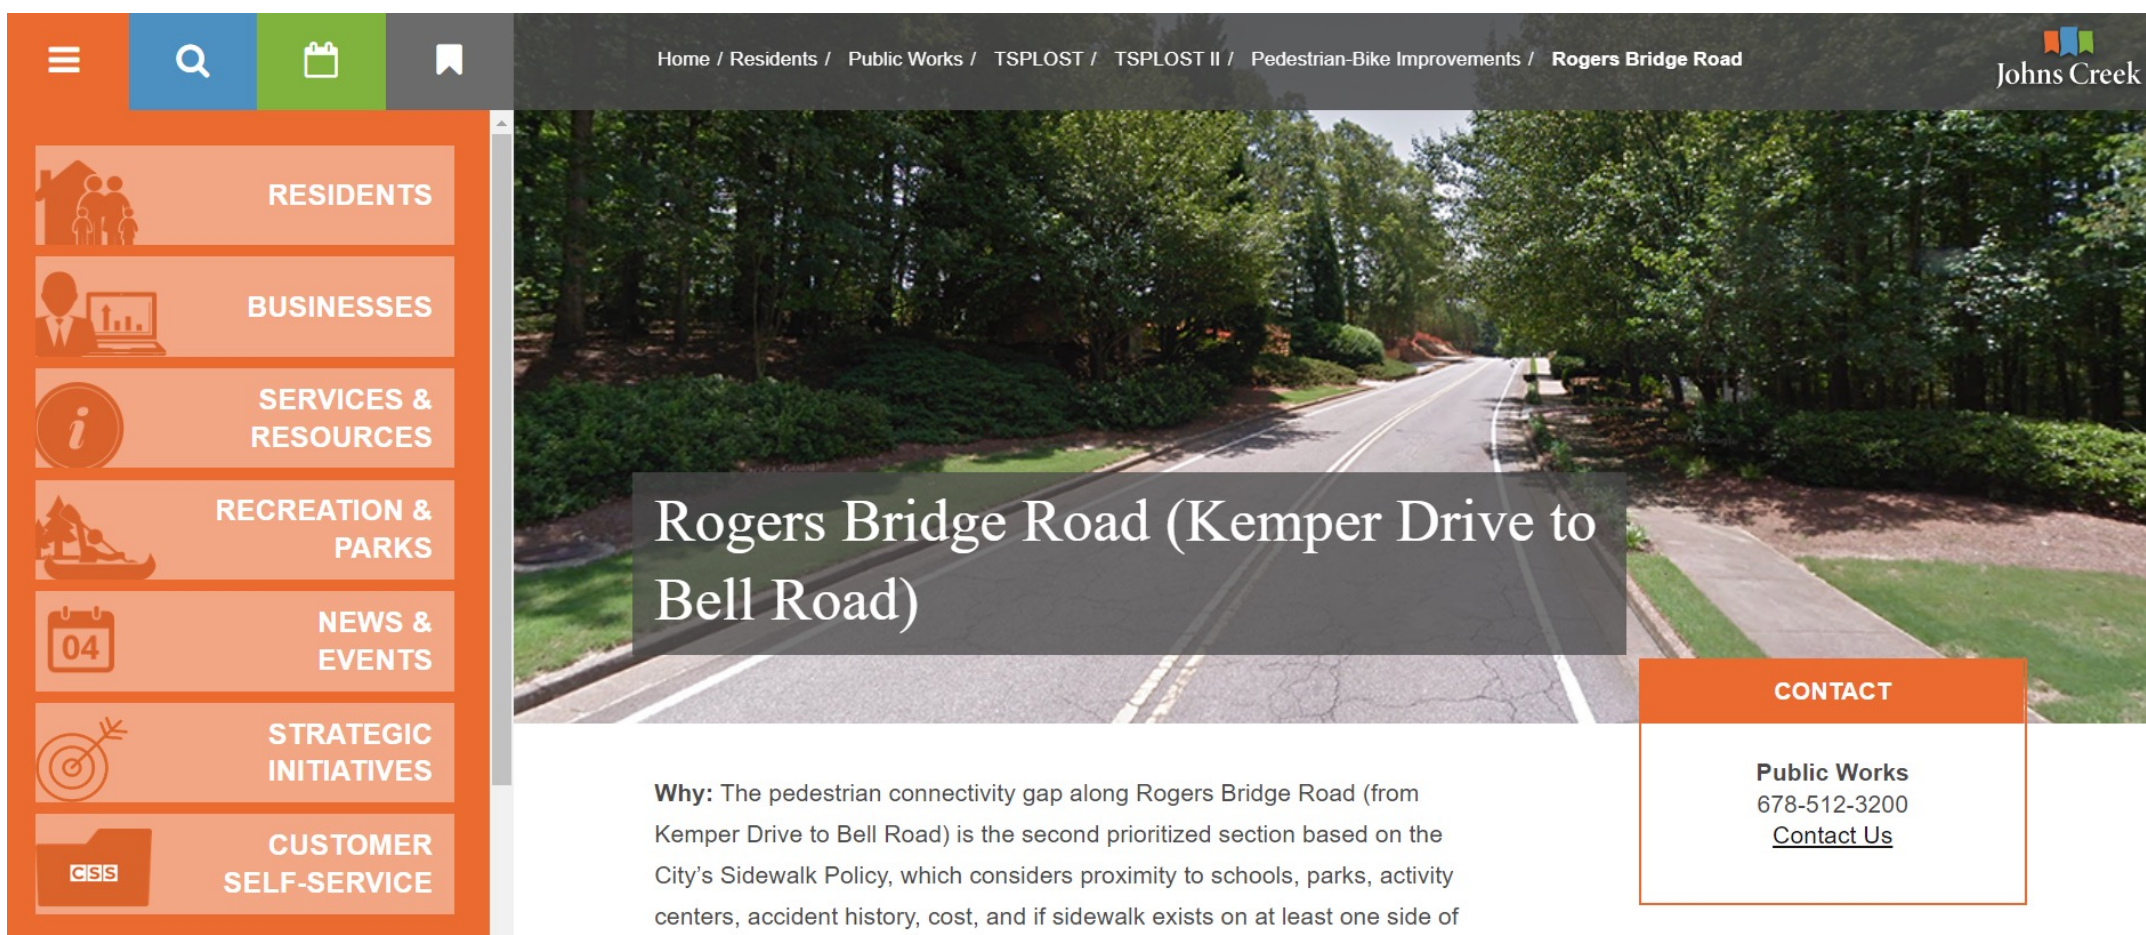 Home / Residents / Public Works / TSPLOST / TSPLOST II / Pedestrian-Bike Improvements / Rogers Bridge Road
Johns Creek
RESIDENTS
BUSINESSES
SERVICES &
RESOURCES
RECREATION &
PARKS
04
NEWS &
EVENTS
STRATEGIC
INITIATIVES
CSS
CUSTOMER
SELF-SERVICE
Rogers Bridge Road (Kemper Drive to
Bell Road)
Why: The pedestrian connectivity gap along Rogers Bridge Road (from
Kemper Drive to Bell Road) is the second prioritized section based on the
City’s Sidewalk Policy, which considers proximity to schools, parks, activity
centers, accident history, cost, and if sidewalk exists on at least one side of
CONTACT
Public Works
678-512-3200
Contact Us